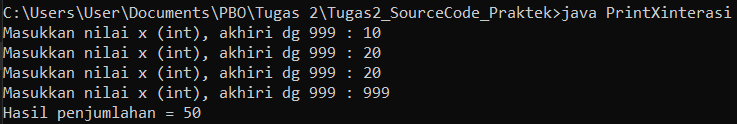 C:\Users\User\Documents\PBO\Tugas 2\Tugas2_SourceCode_Praktek>java PrintXinterasi
Masukkan nilai x (int), akhiri dg 999 : 10
Masukkan nilai x (int), akhiri dg 999 : 20
Masukkan nilai x (int), akhiri dg 999 : 20
Masukkan nilai x (int), akhiri dg 999 : 999
Hasil penjumlahan = 50